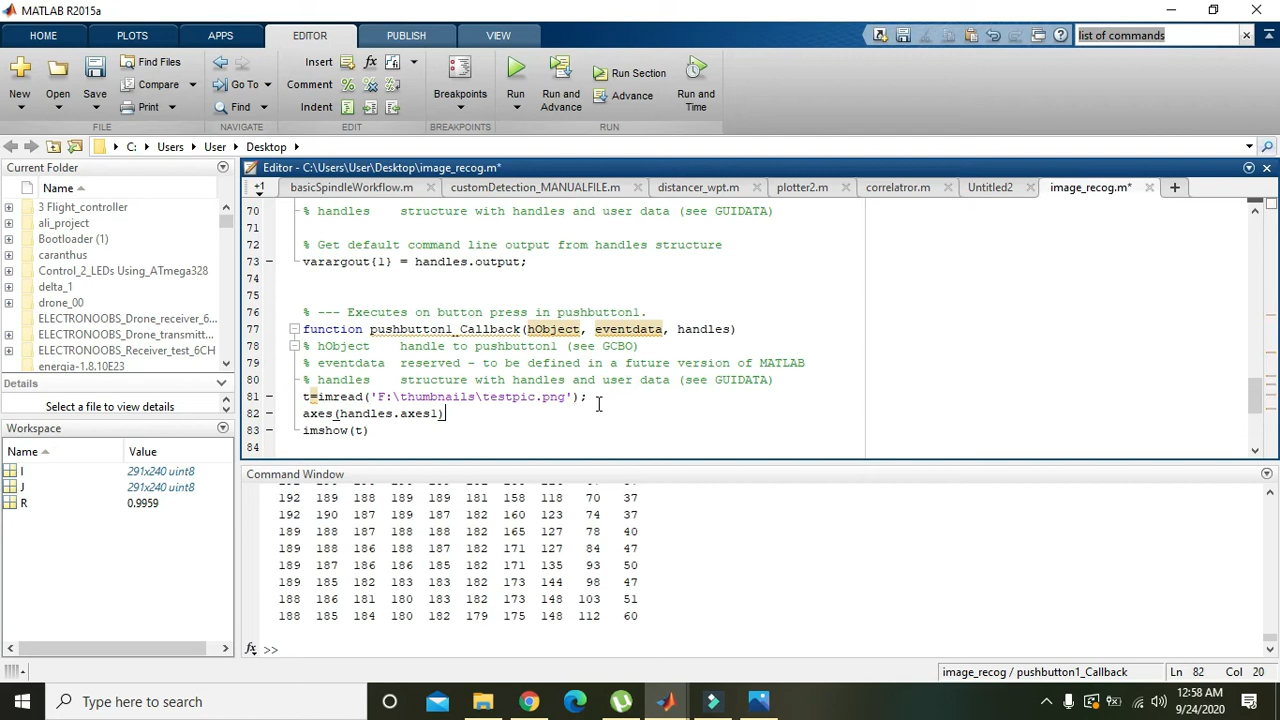 MATLAB R2015a
HOME PLOTS APPS EDITOR PUBLISH VIEW list of commands
New Open Save Find Files Compare Print Go To Find Insert fx Comment Indent Breakpoints Run Run and Advance Run Section Advance Run and Time
FILE NAVIGATE EDIT BREAKPOINTS RUN
C: Users User Desktop
Current Folder
Name
3 Flight_controller
ali_project
Bootloader (1)
caranthus
Control_2_LEDs Using_ATmega328
delta_1
drone_00
ELECTRONOOBS_Drone_receiver_6...
ELECTRONOOBS_Drone_transmitt...
ELECTRONOOBS_Receiver_test_6CH
energia-1.8.10E23
Details
Select a file to view details
Workspace
Name Value
I 291x240 uint8
J 291x240 uint8
R 0.9959
Editor - C:\Users\User\Desktop\image_recog.m*
+1 basicSpindleWorkflow.m customDetection_MANUALFILE.m distancer_wpt.m plotter2.m correlatror.m Untitled2 image_recog.m* +
70 % handles    structure with handles and user data (see GUIDATA)
71
72 % Get default command line output from handles structure
73 varargout{1} = handles.output;
74
75
76 % --- Executes on button press in pushbutton1.
77 function pushbutton1_Callback(hObject, eventdata, handles)
78 % hObject    handle to pushbutton1 (see GCBO)
79 % eventdata  reserved - to be defined in a future version of MATLAB
80 % handles    structure with handles and user data (see GUIDATA)
81 t=imread('F:\thumbnails\testpic.png');
82 axes(handles.axes1)
83 imshow(t)
84
Command Window
192 189 188 189 189 181 158 118 70 37
192 190 187 189 187 182 160 123 74 37
189 188 187 188 188 182 165 127 78 40
189 188 186 188 187 182 171 127 84 47
189 187 186 186 185 182 171 135 93 50
189 185 182 183 183 182 173 144 98 47
188 186 181 180 183 182 173 148 103 51
188 185 184 180 182 179 175 148 112 60
fx >>
image_recog / pushbutton1_Callback Ln 82 Col 20
Type here to search
12:58 AM
9/24/2020